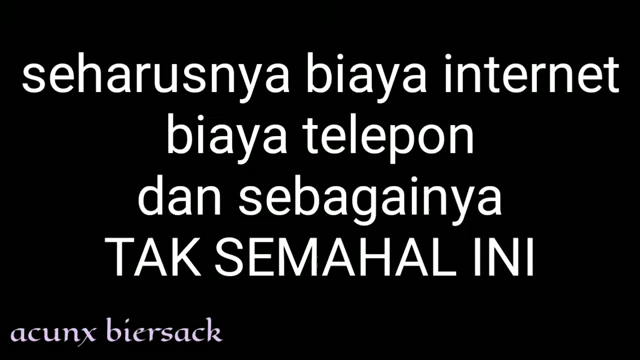 seharusnya biaya internet
biaya telepon
dan sebagainya
TAK SEMAHAL INI
acunx biersack